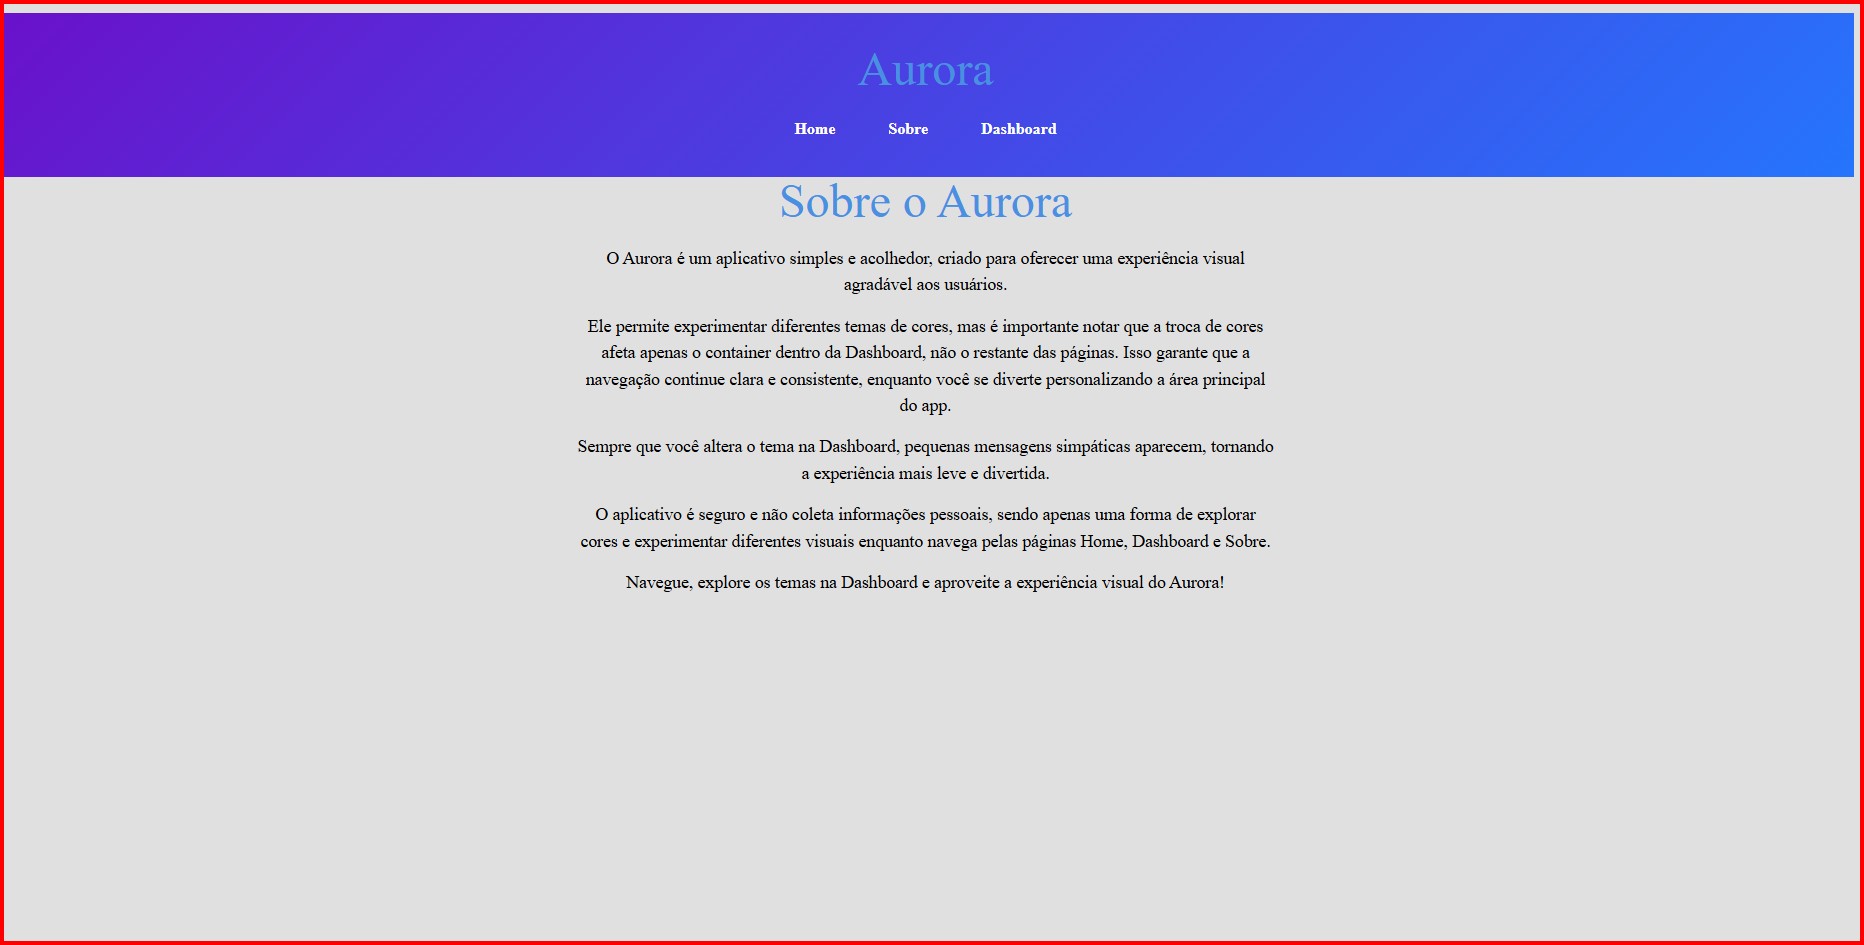 Aurora
Home Sobre Dashboard
Sobre o Aurora
O Aurora é um aplicativo simples e acolhedor, criado para oferecer uma experiência visual
agradável aos usuários.
Ele permite experimentar diferentes temas de cores, mas é importante notar que a troca de cores
afeta apenas o container dentro da Dashboard, não o restante das páginas. Isso garante que a
navegação continue clara e consistente, enquanto você se diverte personalizando a área principal
do app.
Sempre que você altera o tema na Dashboard, pequenas mensagens simpáticas aparecem, tornando
a experiência mais leve e divertida.
O aplicativo é seguro e não coleta informações pessoais, sendo apenas uma forma de explorar
cores e experimentar diferentes visuais enquanto navega pelas páginas Home, Dashboard e Sobre.
Navegue, explore os temas na Dashboard e aproveite a experiência visual do Aurora!